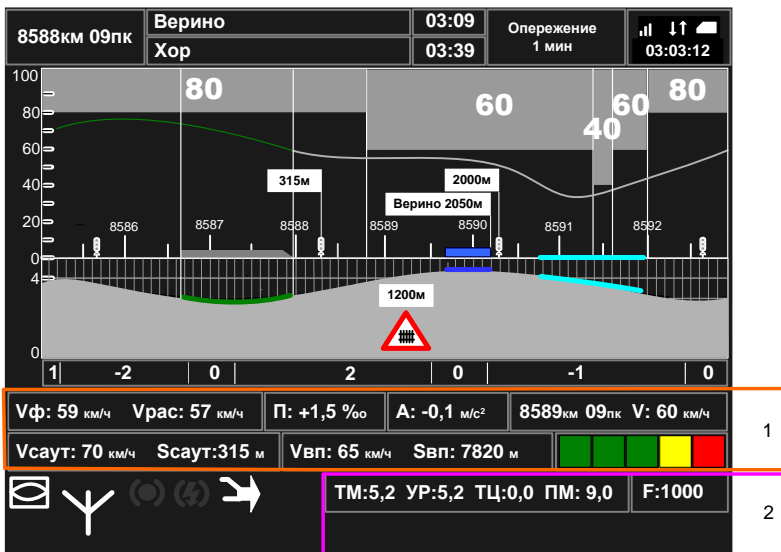 8588км 09пк
Верино 03:09
Хор 03:39
Опережение
1 мин
03:03:12
100
80
60
40
20
0
4
0
80
60
40
60
80
315м
2000м
Верино 2050м
8586 8587 8588 8589 8590 8591 8592
1200м
1 -2 0 2 0 -1 0
Vф: 59 км/ч Vрас: 57 км/ч П: +1,5 %о А: -0,1 м/с² 8589км 09пк V: 60 км/ч
1
Vсаут: 70 км/ч Sсаут:315 м Vвп: 65 км/ч Sвп: 7820 м
ТМ:5,2 УР:5,2 ТЦ:0,0 ПМ: 9,0 F:1000
2